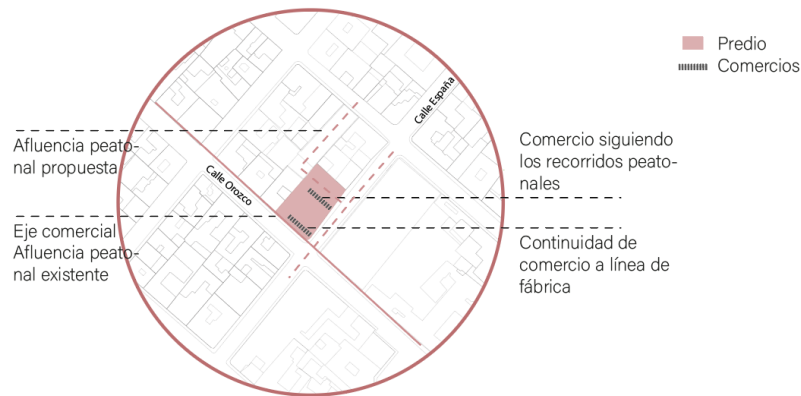 Predio
Comercios
Calle España
Afluencia peato-
nal propuesta
Calle Orozco
Comercio siguiendo
los recorridos peato-
nales
Eje comercial
Afluencia peato-
nal existente
Continuidad de
comercio a línea de
fábrica